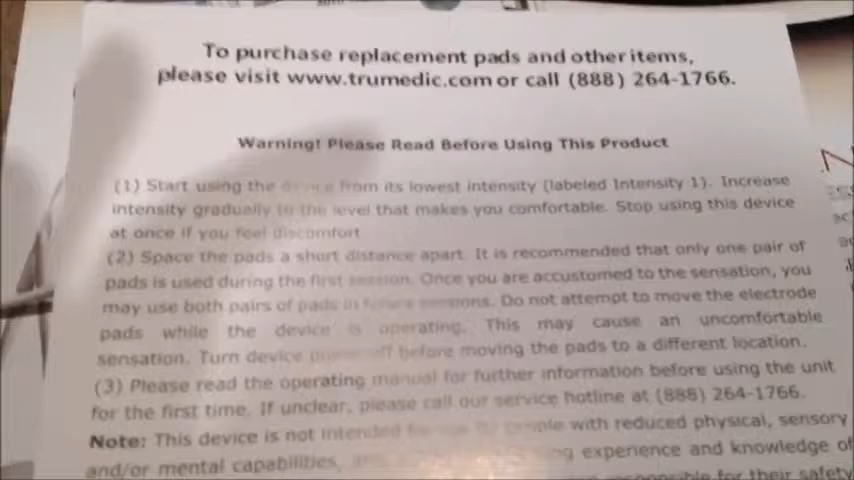 To purchase replacement pads and other items,
please visit www.trumedic.com or call (888) 264-1766.
Warning! Please Read Before Using This Product
(1) Start using the device from its lowest intensity (labeled Intensity 1). Increase
intensity gradually to the level that makes you comfortable. Stop using this device
at once if you feel discomfort
(2) Space the pads a short distance apart. It is recommended that only one pair of
pads is used during the first session. Once you are accustomed to the sensation, you
may use both pairs of pads in future sessions. Do not attempt to move the electrode
pads while the device is operating. This may cause an uncomfortable
sensation. Turn device power off before moving the pads to a different location.
(3) Please read the operating manual for further information before using the unit
for the first time. If unclear, please call our service hotline at (888) 264-1766.
Note: This device is not intended for use by people with reduced physical, sensory
and/or mental capabilities, experience and knowledge of
responsible for their safety